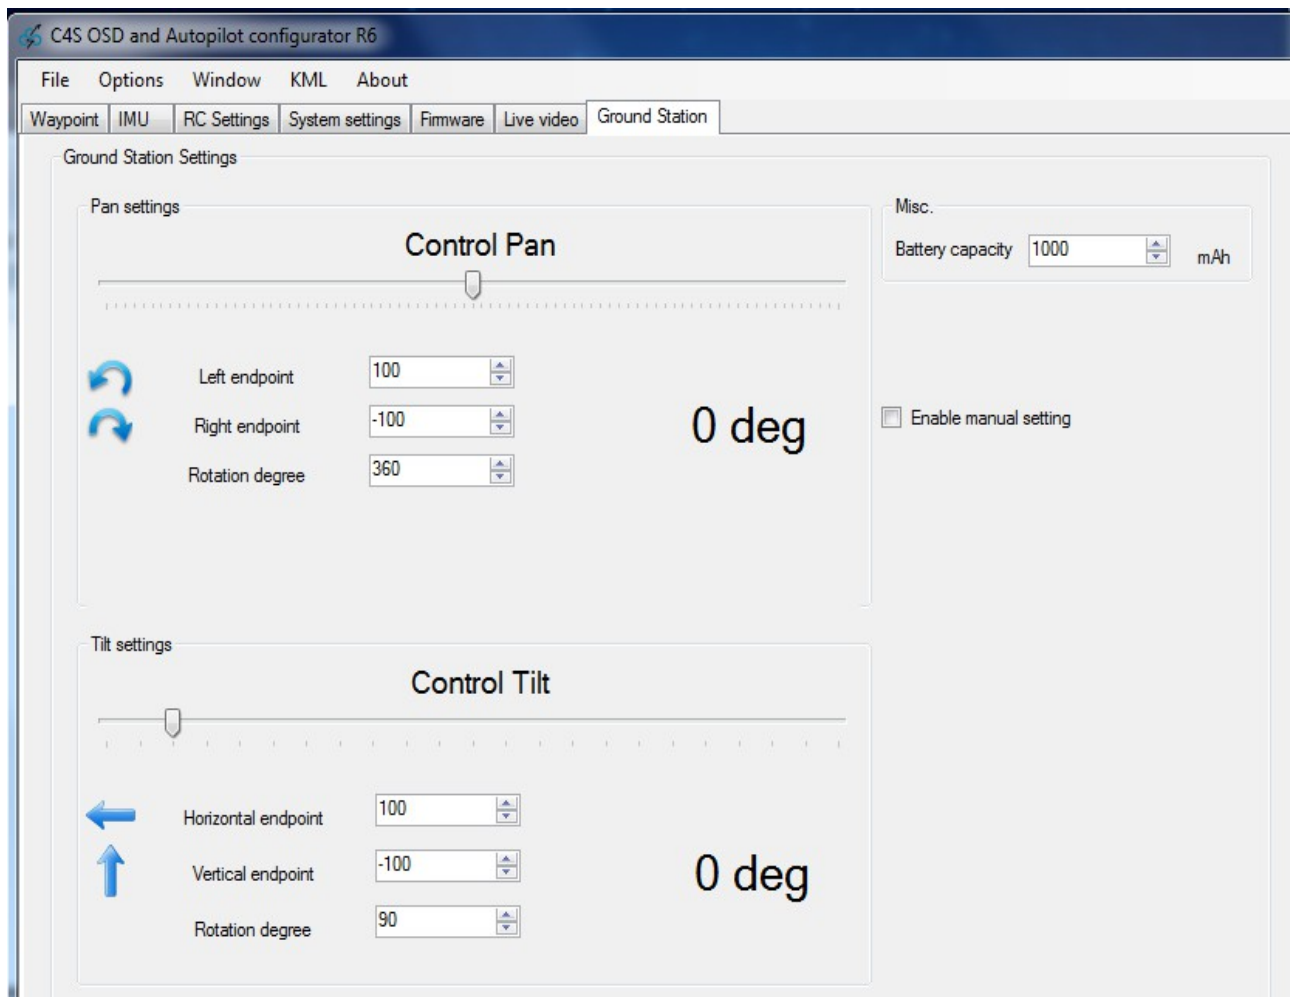 C4S OSD and Autopilot configurator R6
File Options Window KML About
Waypoint IMU RC Settings System settings Firmware Live video Ground Station
Ground Station Settings
Pan settings
Control Pan
Left endpoint 100
Right endpoint -100
Rotation degree 360
0 deg
Misc.
Battery capacity 1000 mAh
Enable manual setting
Tilt settings
Control Tilt
Horizontal endpoint 100
Vertical endpoint -100
Rotation degree 90
0 deg